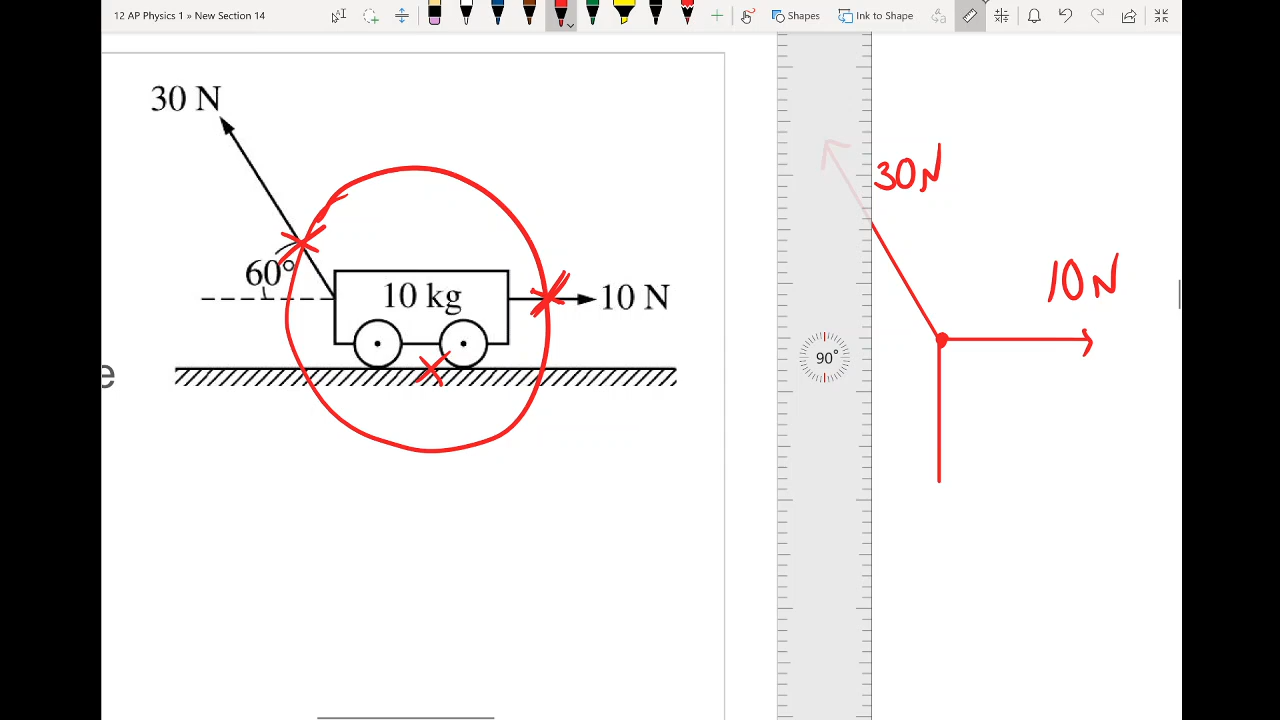 12 AP Physics 1 » New Section 14
Shapes
Ink to Shape
30 N
60°
10 kg
10 N
e
90°
30N
10N